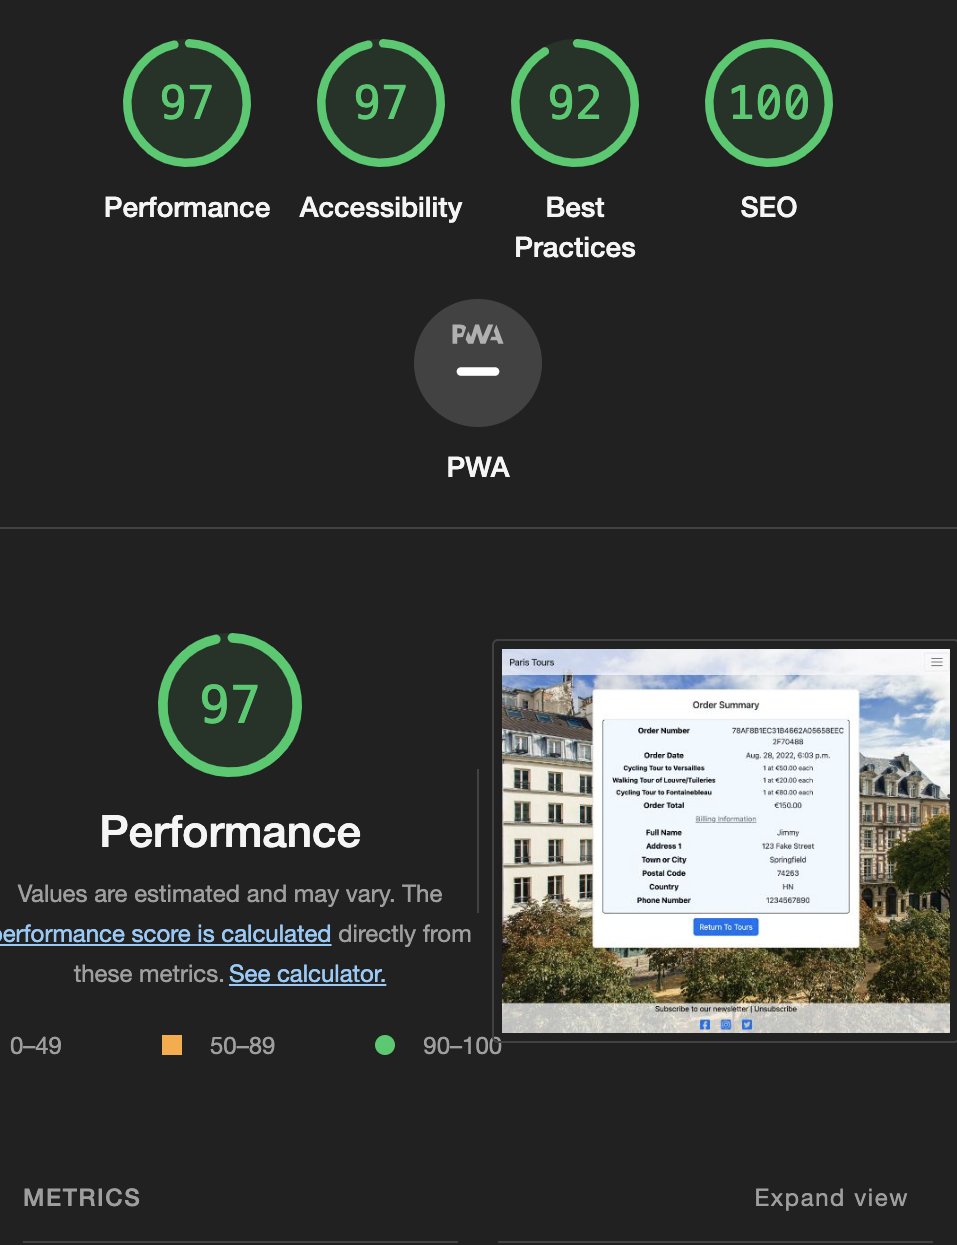 97
97
92
100
Performance
Accessibility
Best
Practices
SEO
PWA
PWA
97
Performance
Values are estimated and may vary. The
performance score is calculated directly from
these metrics. See calculator.
0–49
50–89
90–100
Paris Tours
Order Summary
Order Number 78AF8B1EC31B4662A05658EEC
2F70488
Order Date Aug. 28, 2022, 6:03 p.m.
Cycling Tour to Versailles 1 at €50.00 each
Walking Tour of Louvre/Tuileries 1 at €20.00 each
Cycling Tour to Fontainebleau 1 at €80.00 each
Order Total €150.00
Billing Information
Full Name Jimmy
Address 1 123 Fake Street
Town or City Springfield
Postal Code 74263
Country HN
Phone Number 1234567890
Return To Tours
Subscribe to our newsletter | Unsubscribe
METRICS
Expand view